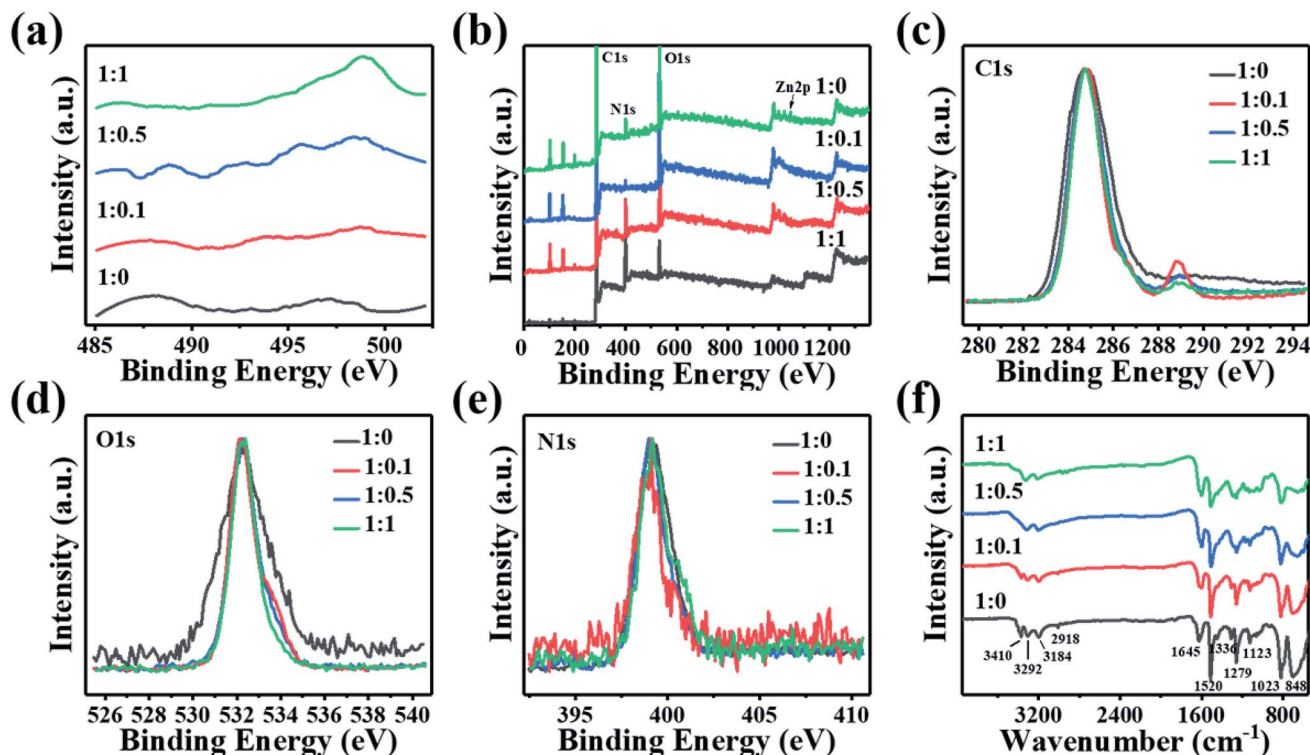 (a)
1:1
1:0.5
1:0.1
1:0
Intensity (a.u.)
485 490 495 500
Binding Energy (eV)
(b)
C1s
O1s
N1s
Zn2p
1:0
1:0.1
1:0.5
1:1
Intensity (a.u.)
0 200 400 600 800 1000 1200
Binding Energy (eV)
(c)
C1s
1:0
1:0.1
1:0.5
1:1
Intensity (a.u.)
280 282 284 286 288 290 292 294
Binding Energy (eV)
(d)
O1s
1:0
1:0.1
1:0.5
1:1
Intensity (a.u.)
526 528 530 532 534 536 538 540
Binding Energy (eV)
(e)
N1s
1:0
1:0.1
1:0.5
1:1
Intensity (a.u.)
395 400 405 410
Binding Energy (eV)
(f)
1:1
1:0.5
1:0.1
1:0
3410
3292
3184
2918
1645
1520
1336
1279
1123
1023
848
Intensity (a.u.)
3200 2400 1600 800
Wavenumber (cm⁻¹)